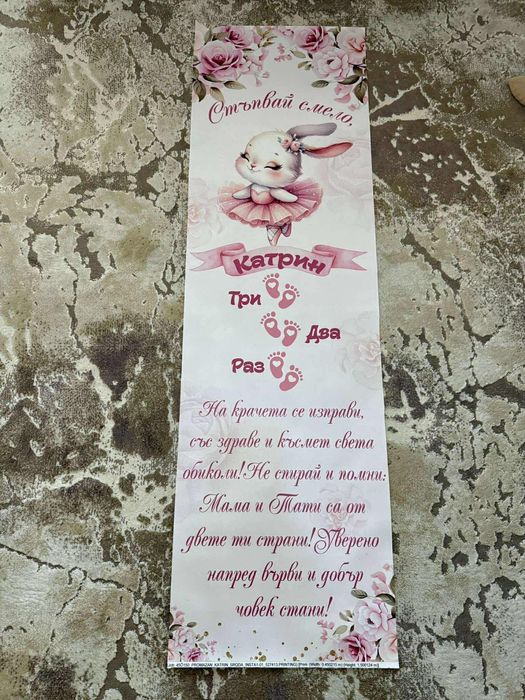 Стъпвай смело,
Катрин
Три
Два
Раз
На крачета се изправи,
със здраве и късмет света
обиколи! Не спирай и помни:
Мама и Тати са от
двете ти страни! Уверено
напред върви и добър
човек стани!